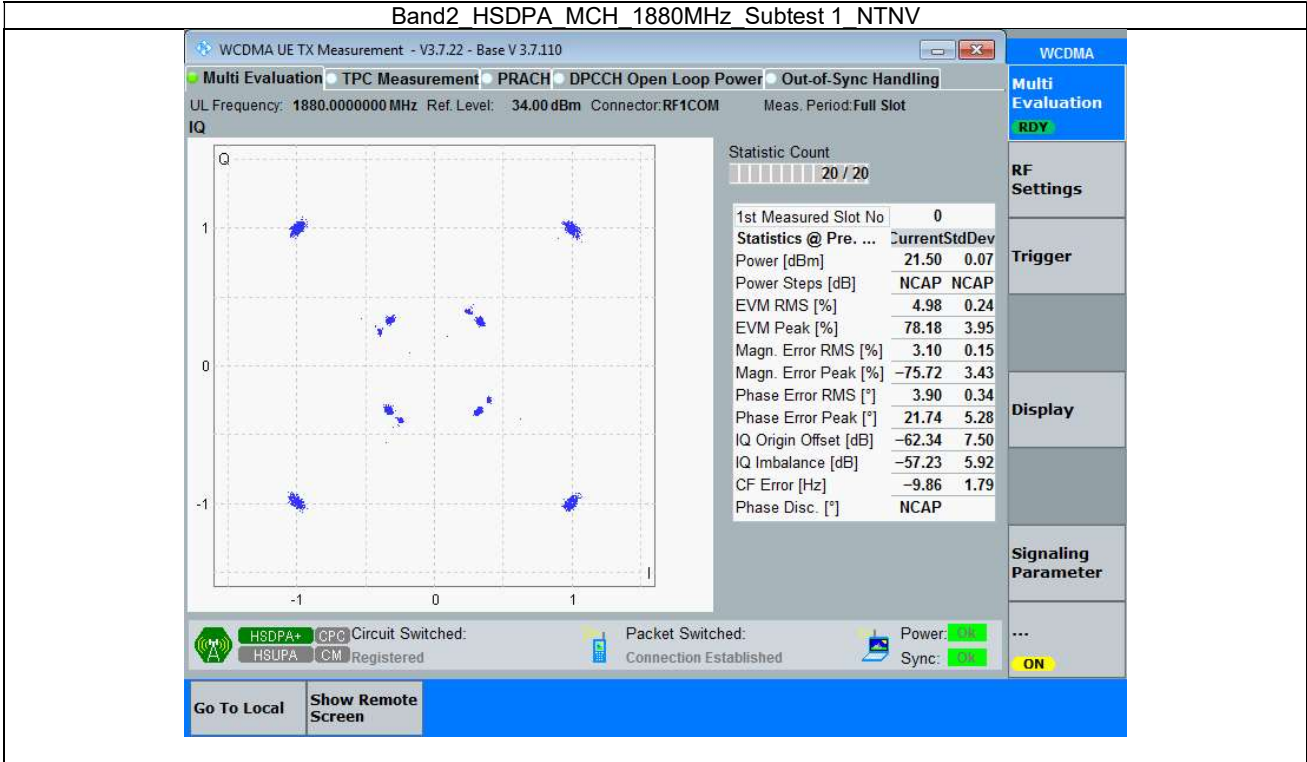 Band2_HSDPA_MCH_1880MHz_Subtest 1_NTNV
WCDMA UE TX Measurement - V3.7.22 - Base V 3.7.110
WCDMA
Multi Evaluation TPC Measurement PRACH DPCCH Open Loop Power Out-of-Sync Handling
Multi
Evaluation
RDY
UL Frequency: 1880.0000000 MHz Ref. Level: 34.00 dBm Connector:RF1COM Meas. Period:Full Slot
IQ
Q
1
0
-1
-1 0 1
I
Statistic Count
20 / 20
1st Measured Slot No 0
Statistics @ Pre. ... Current StdDev
Power [dBm] 21.50 0.07
Power Steps [dB] NCAP NCAP
EVM RMS [%] 4.98 0.24
EVM Peak [%] 78.18 3.95
Magn. Error RMS [%] 3.10 0.15
Magn. Error Peak [%] −75.72 3.43
Phase Error RMS [°] 3.90 0.34
Phase Error Peak [°] 21.74 5.28
IQ Origin Offset [dB] −62.34 7.50
IQ Imbalance [dB] −57.23 5.92
CF Error [Hz] −9.86 1.79
Phase Disc. [°] NCAP
RF
Settings
Trigger
Display
Signaling
Parameter
...
ON
HSDPA+ CPC Circuit Switched: Packet Switched: Power: Ok
HSUPA CM Registered Connection Established Sync: Ok
Go To Local
Show Remote
Screen